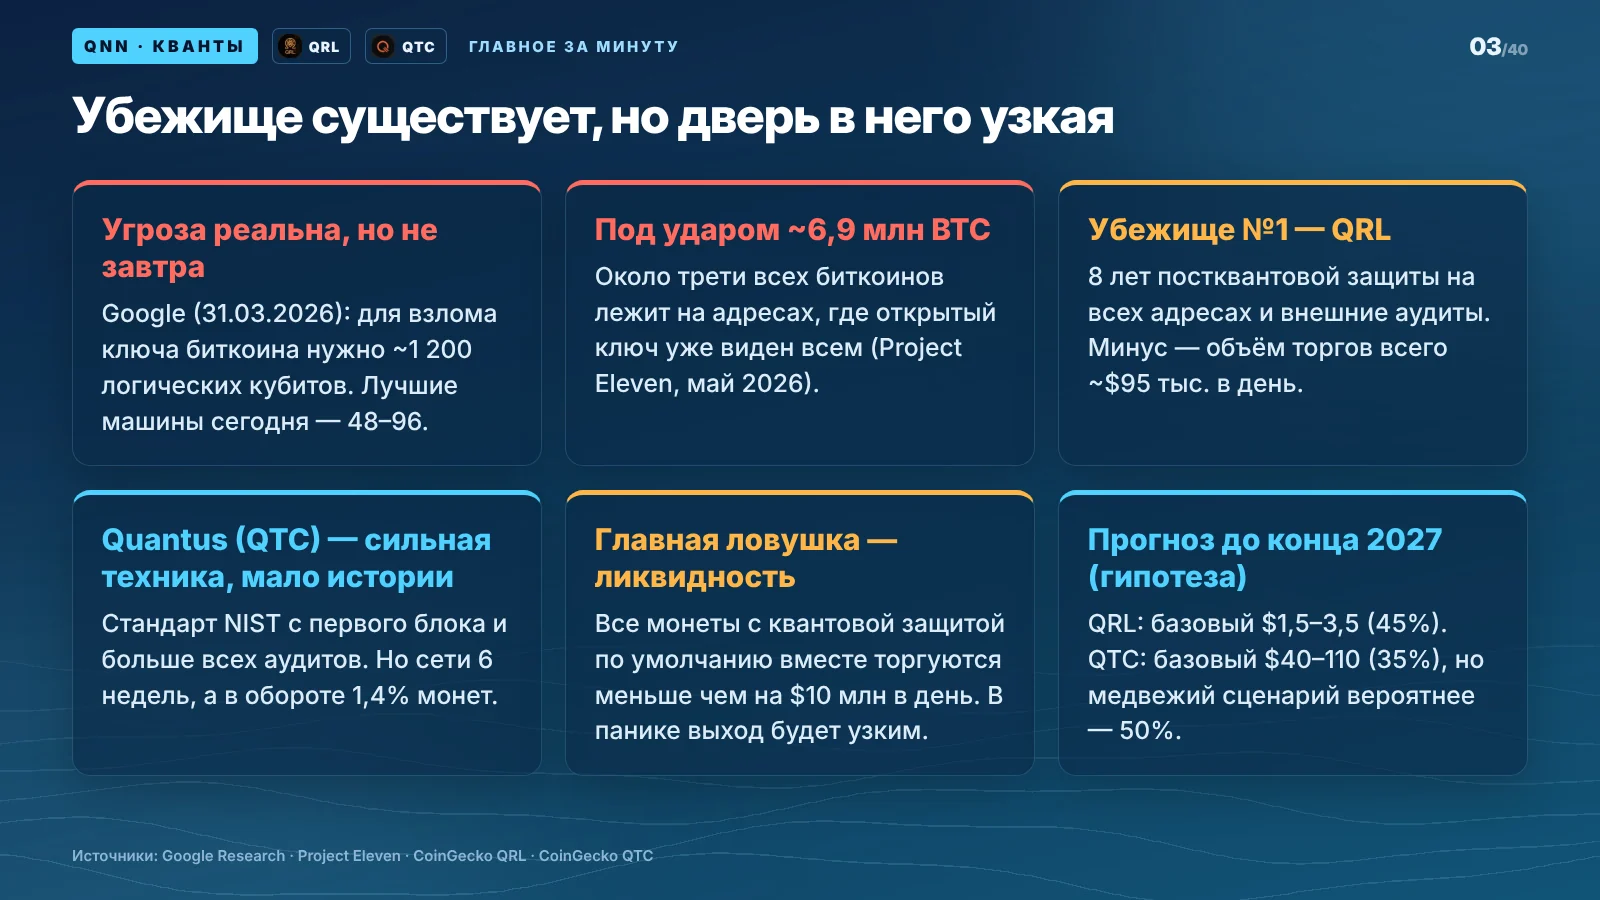 QNN · КВАНТЫ
QRL
QTC
ГЛАВНОЕ ЗА МИНУТУ
03/40
Убежище существует, но дверь в него узкая
Угроза реальна, но не
завтра
Google (31.03.2026): для взлома
ключа биткоина нужно ~1 200
логических кубитов. Лучшие
машины сегодня — 48–96.
Под ударом ~6,9 млн BTC
Около трети всех биткоинов
лежит на адресах, где открытый
ключ уже виден всем (Project
Eleven, май 2026).
Убежище №1 — QRL
8 лет постквантовой защиты на
всех адресах и внешние аудиты.
Минус — объём торгов всего
~$95 тыс. в день.
Quantus (QTC) — сильная
техника, мало истории
Стандарт NIST с первого блока и
больше всех аудитов. Но сети 6
недель, а в обороте 1,4% монет.
Главная ловушка —
ликвидность
Все монеты с квантовой защитой
по умолчанию вместе торгуются
меньше чем на $10 млн в день. В
панике выход будет узким.
Прогноз до конца 2027
(гипотеза)
QRL: базовый $1,5–3,5 (45%).
QTC: базовый $40–110 (35%), но
медвежий сценарий вероятнее
— 50%.
Источники: Google Research · Project Eleven · CoinGecko QRL · CoinGecko QTC